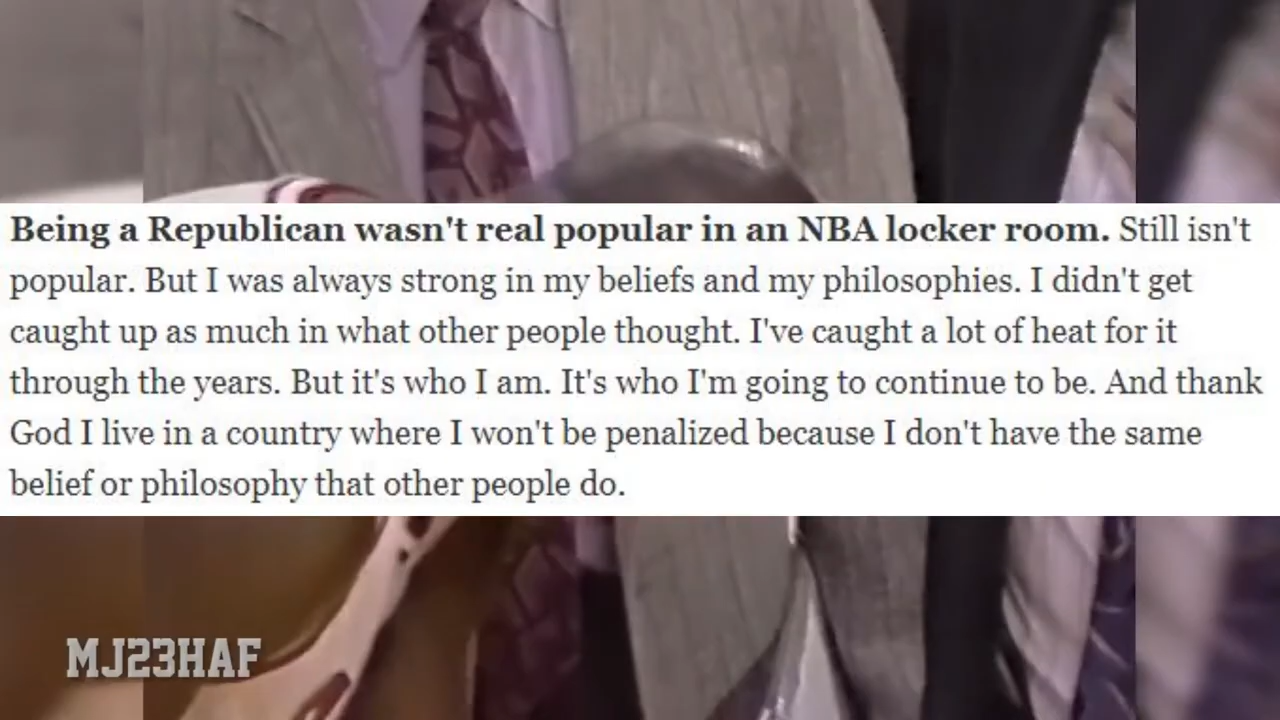 Being a Republican wasn't real popular in an NBA locker room. Still isn't
popular. But I was always strong in my beliefs and my philosophies. I didn't get
caught up as much in what other people thought. I've caught a lot of heat for it
through the years. But it's who I am. It's who I'm going to continue to be. And thank
God I live in a country where I won't be penalized because I don't have the same
belief or philosophy that other people do.
MJ23HAF